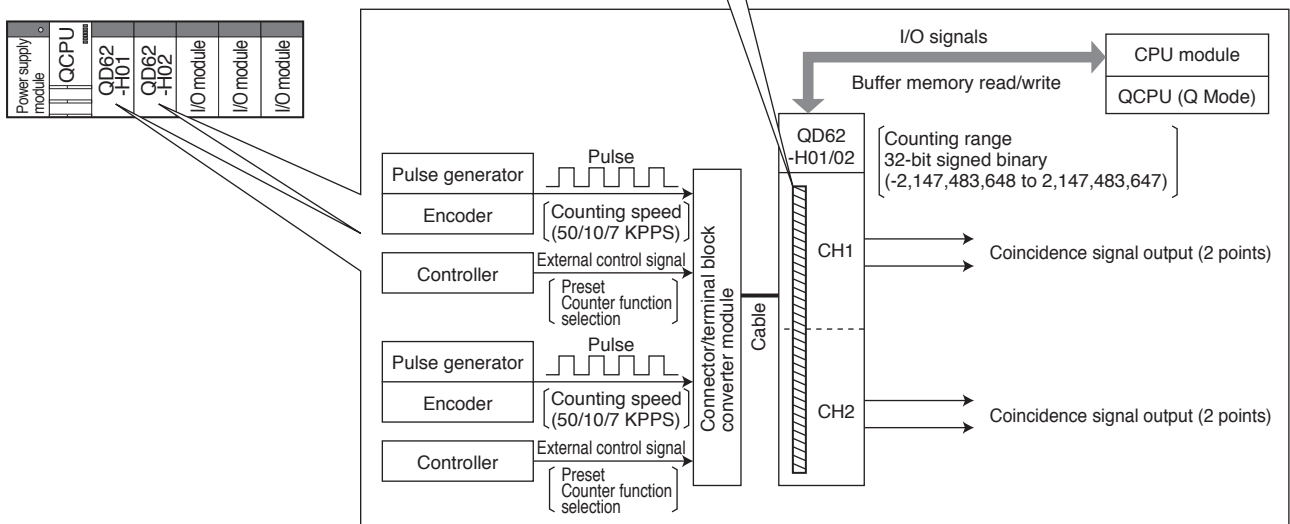 Power supply
module
QCPU
QD62
-H01
QD62
-H02
I/O module
I/O module
I/O module
I/O signals
Buffer memory read/write
CPU module
QCPU (Q Mode)
QD62
-H01/02
Counting range
32-bit signed binary
(-2,147,483,648 to 2,147,483,647)
Pulse generator
Encoder
Pulse
Counting speed
(50/10/7 KPPS)
Controller
External control signal
Preset
Counter function
selection
Pulse generator
Encoder
Pulse
Counting speed
(50/10/7 KPPS)
Controller
External control signal
Preset
Counter function
selection
Connector/terminal block
converter module
Cable
CH1
Coincidence signal output (2 points)
CH2
Coincidence signal output (2 points)